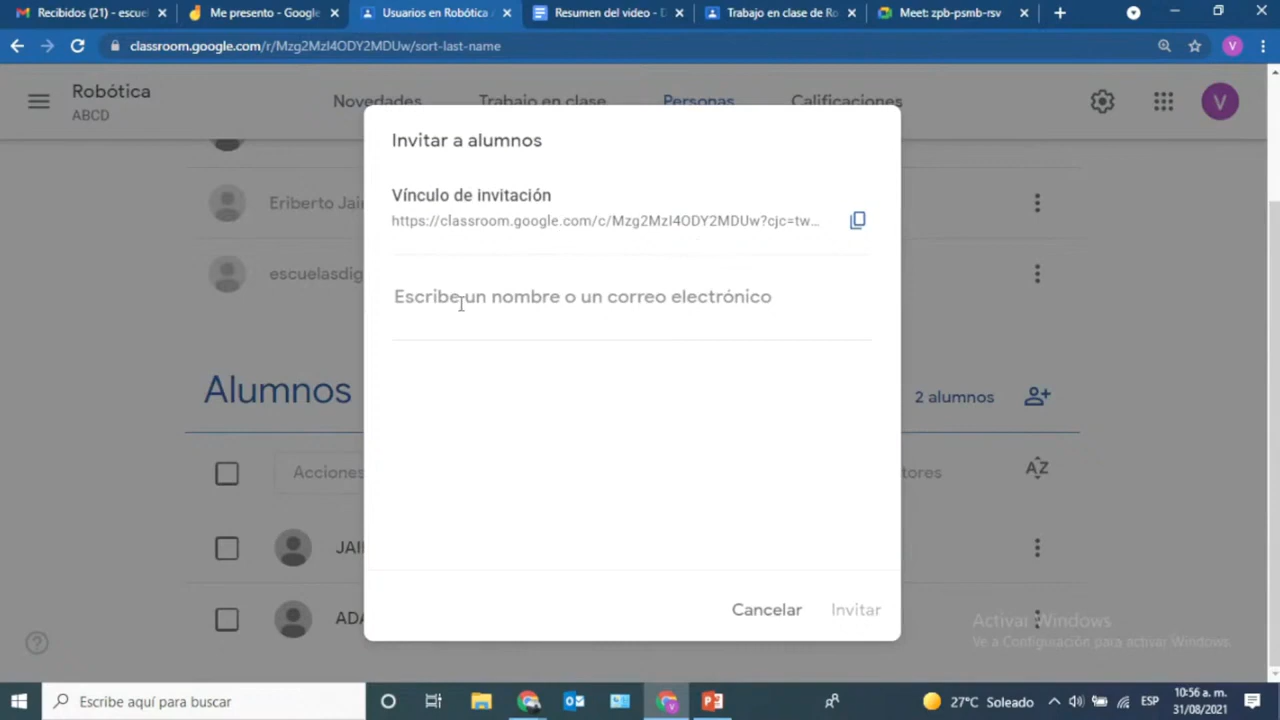 Recibidos (21) - escuel
Me presento - Google
Usuarios en Robótica
Resumen del video - D
Trabajo en clase de Ro
Meet: zpb-psmb-rsv
classroom.google.com/r/Mzg2MzI4ODY2MDUw/sort-last-name
V
Robótica
ABCD
Novedades
Trabajo en clase
Personas
Calificaciones
V
Invitar a alumnos
Vínculo de invitación
https://classroom.google.com/c/Mzg2MzI4ODY2MDUw?cjc=tw...
Eriberto Jai
escuelasdig
Escribe un nombre o un correo electrónico
Alumnos
2 alumnos
Acciones
tores
AZ
JAI
ADA
Cancelar
Invitar
Activar Windows
Ve a Configuración para activar Windows.
Escribe aquí para buscar
27°C Soleado
ESP
10:56 a. m.
31/08/2021